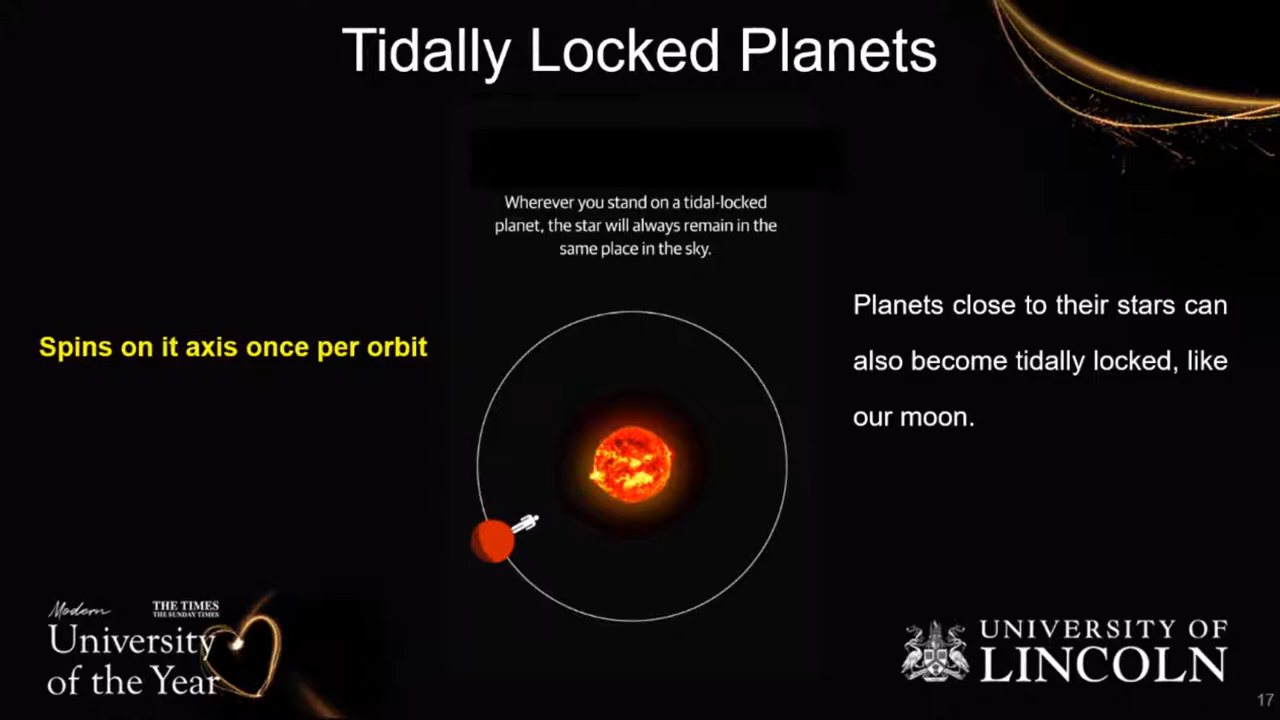 Tidally Locked Planets
Wherever you stand on a tidal-locked
planet, the star will always remain in the
same place in the sky.
Spins on it axis once per orbit
Planets close to their stars can
also become tidally locked, like
our moon.
Modern
THE TIMES
THE SUNDAY TIMES
University
of the Year
UNIVERSITY OF
LINCOLN
17